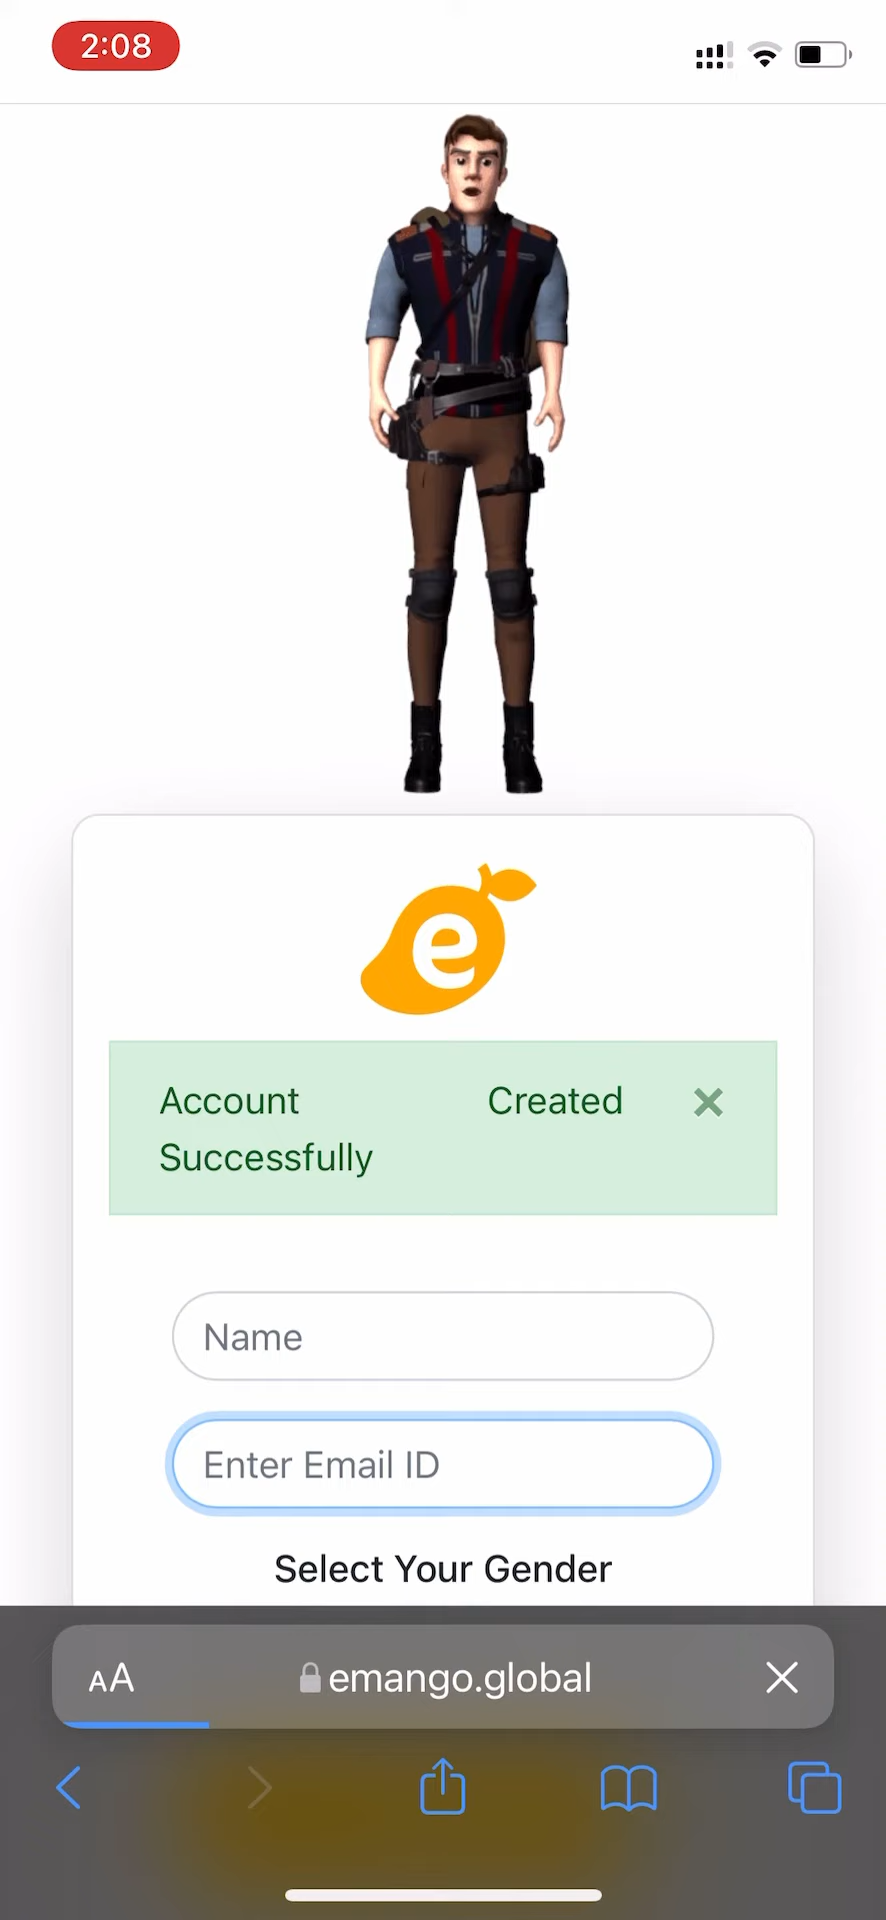 2:08
e
Account Created
Successfully
Name
Enter Email ID
Select Your Gender
AA emango.global